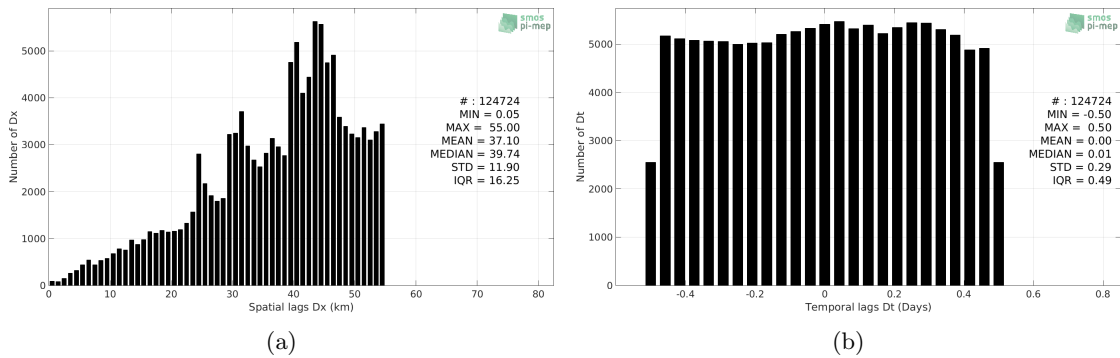 smos
pi-mep
5000
4000
3000
2000
1000
0
Number of Dx
# : 124724
MIN = 0.05
MAX = 55.00
MEAN = 37.10
MEDIAN = 39.74
STD = 11.90
IQR = 16.25
0 10 20 30 40 50 60 70 80
Spatial lags Dx (km)
(a)
smos
pi-mep
5000
4000
3000
2000
1000
0
Number of Dt
# : 124724
MIN = -0.50
MAX = 0.50
MEAN = 0.00
MEDIAN = 0.01
STD = 0.29
IQR = 0.49
-0.4 -0.2 0 0.2 0.4 0.6 0.8
Temporal lags Dt (Days)
(b)